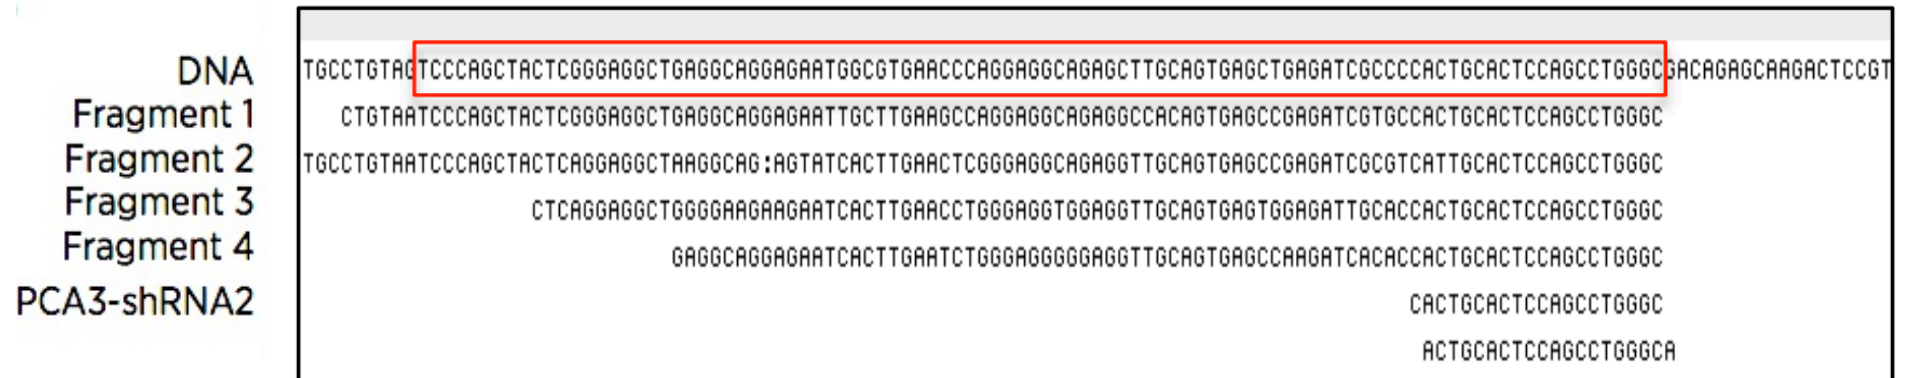 DNA TGCCTGTAGTCCCAGCTACTCGGGAGGCTGAGGCAGGAGAATGGCGTGAACCCAGGAGGCAGAGCTTGCAGTGAGCTGAGATCGCCCCACTGCACTCCAGCCTGGGCGACAGAGCAAGACTCCGT
Fragment 1 CTGTAATCCCAGCTACTCGGGAGGCTGAGGCAGGAGAATTGCTTGAAGCCAGGAGGCAGAGGCCACAGTGAGCCGAGATCGTGCCACTGCACTCCAGCCTGGGC
Fragment 2 TGCCTGTAATCCCAGCTACTCAGGAGGCTAAGGCAG:AGTATCACTTGAACTCGGGAGGCAGAGGTTGCAGTGAGCCGAGATCGCGTCATTGCACTCCAGCCTGGGC
Fragment 3 CTCAGGAGGCTGGGGAAGAAGAATCACTTGAACCTGGGAGGTGGAGGTTGCAGTGAGTGGAGATTGCACCACTGCACTCCAGCCTGGGC
Fragment 4 GAGGCAGGAGAATCACTTGAATCTGGGAGGGGGAGGTTGCAGTGAGCCAAGATCACACCACTGCACTCCAGCCTGGGC
PCA3-shRNA2 CACTGCACTCCAGCCTGGGC
ACTGCACTCCAGCCTGGGCA